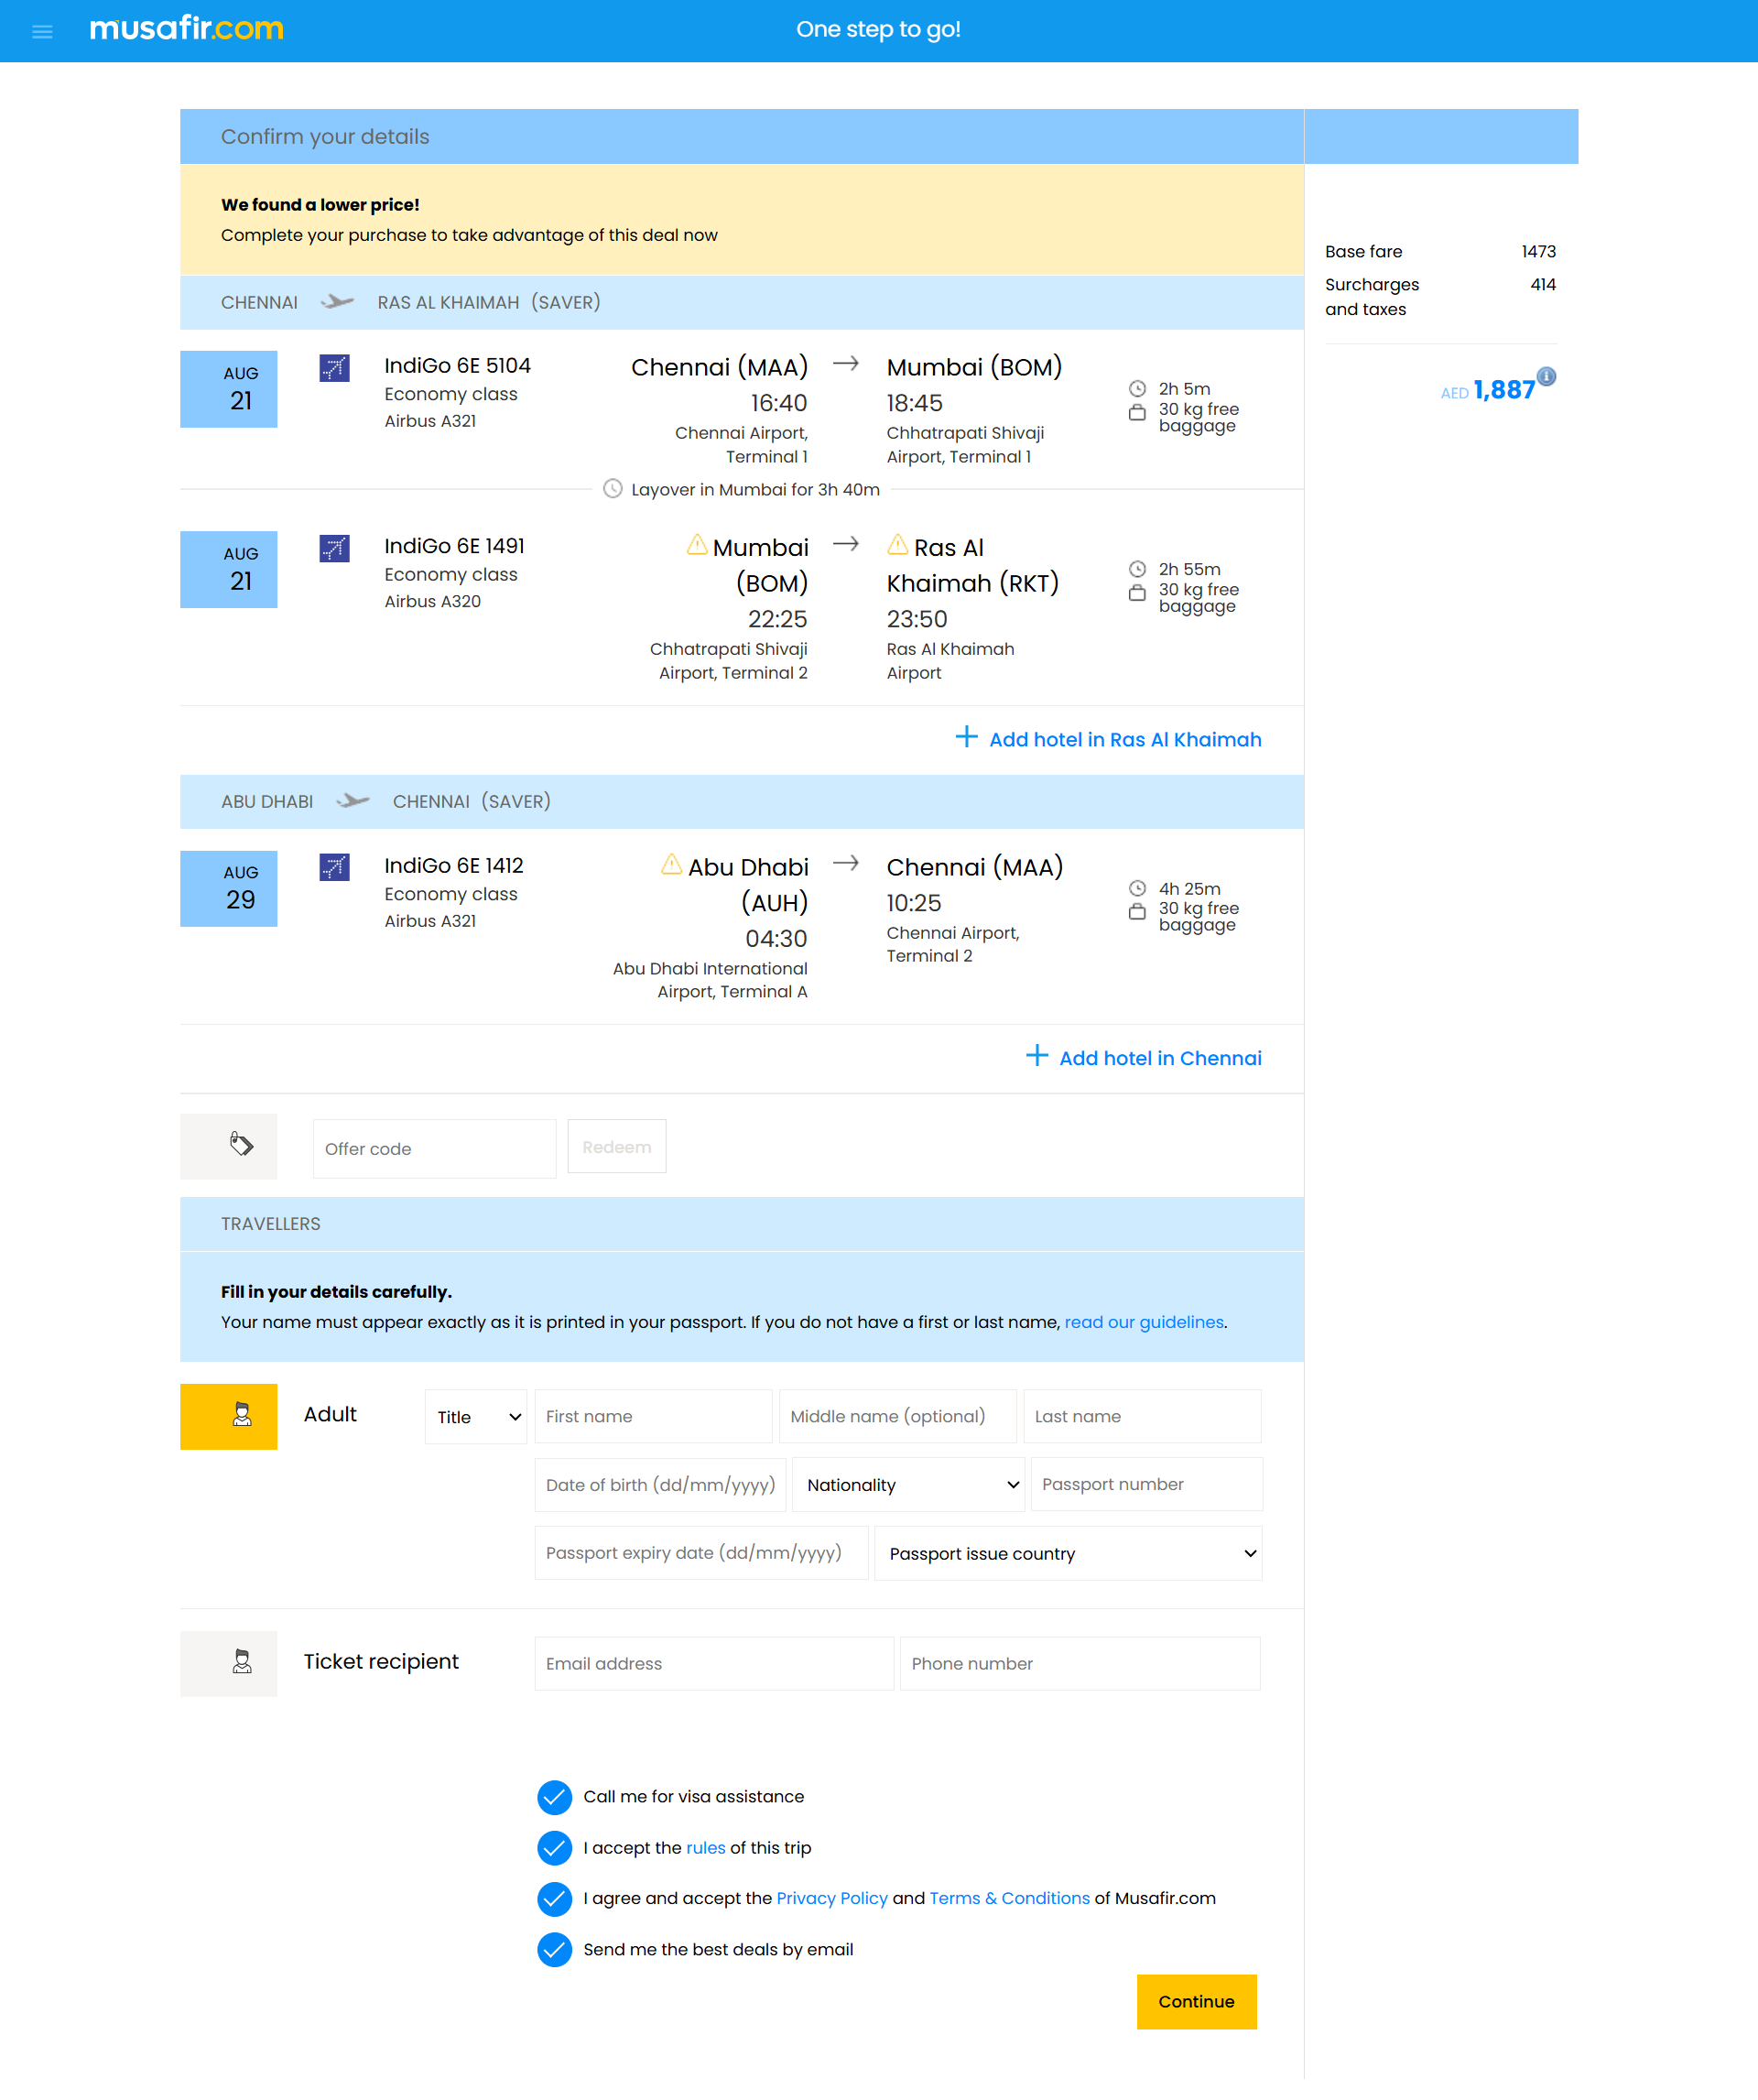 musafir.com
One step to go!
Confirm your details
We found a lower price!
Complete your purchase to take advantage of this deal now
Base fare 1473
Surcharges and taxes 414
AED 1,887
CHENNAI RAS AL KHAIMAH (SAVER)
AUG
21
IndiGo 6E 5104
Economy class
Airbus A321
Chennai (MAA)
16:40
Chennai Airport,
Terminal 1
Mumbai (BOM)
18:45
Chhatrapati Shivaji
Airport, Terminal 1
2h 5m
30 kg free
baggage
Layover in Mumbai for 3h 40m
AUG
21
IndiGo 6E 1491
Economy class
Airbus A320
Mumbai
(BOM)
22:25
Chhatrapati Shivaji
Airport, Terminal 2
Ras Al
Khaimah (RKT)
23:50
Ras Al Khaimah
Airport
2h 55m
30 kg free
baggage
Add hotel in Ras Al Khaimah
ABU DHABI CHENNAI (SAVER)
AUG
29
IndiGo 6E 1412
Economy class
Airbus A321
Abu Dhabi
(AUH)
04:30
Abu Dhabi International
Airport, Terminal A
Chennai (MAA)
10:25
Chennai Airport,
Terminal 2
4h 25m
30 kg free
baggage
Add hotel in Chennai
Offer code
Redeem
TRAVELLERS
Fill in your details carefully.
Your name must appear exactly as it is printed in your passport. If you do not have a first or last name, read our guidelines.
Adult
Title
First name
Middle name (optional)
Last name
Date of birth (dd/mm/yyyy)
Nationality
Passport number
Passport expiry date (dd/mm/yyyy)
Passport issue country
Ticket recipient
Email address
Phone number
Call me for visa assistance
I accept the rules of this trip
I agree and accept the Privacy Policy and Terms & Conditions of Musafir.com
Send me the best deals by email
Continue